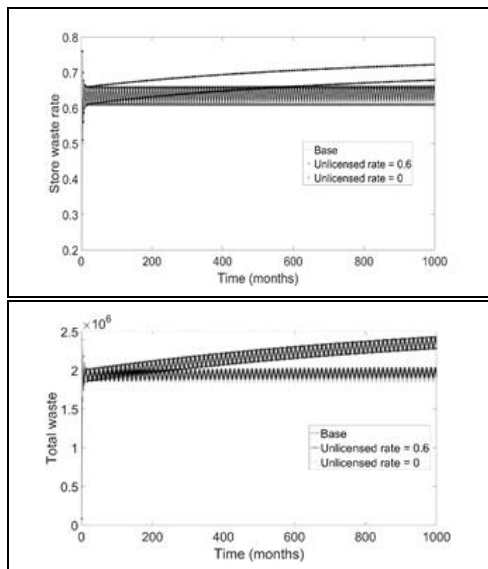 0.8
0.7
0.6
0.5
0.4
0.3
0.2
0 200 400 600 800 1000
Store waste rate
Time (months)
Base
Unlicensed rate = 0.6
Unlicensed rate = 0
×10⁶
2.5
2
1.5
1
0.5
0
0 200 400 600 800 1000
Total waste
Time (months)
Base
Unlicensed rate = 0.6
Unlicensed rate = 0